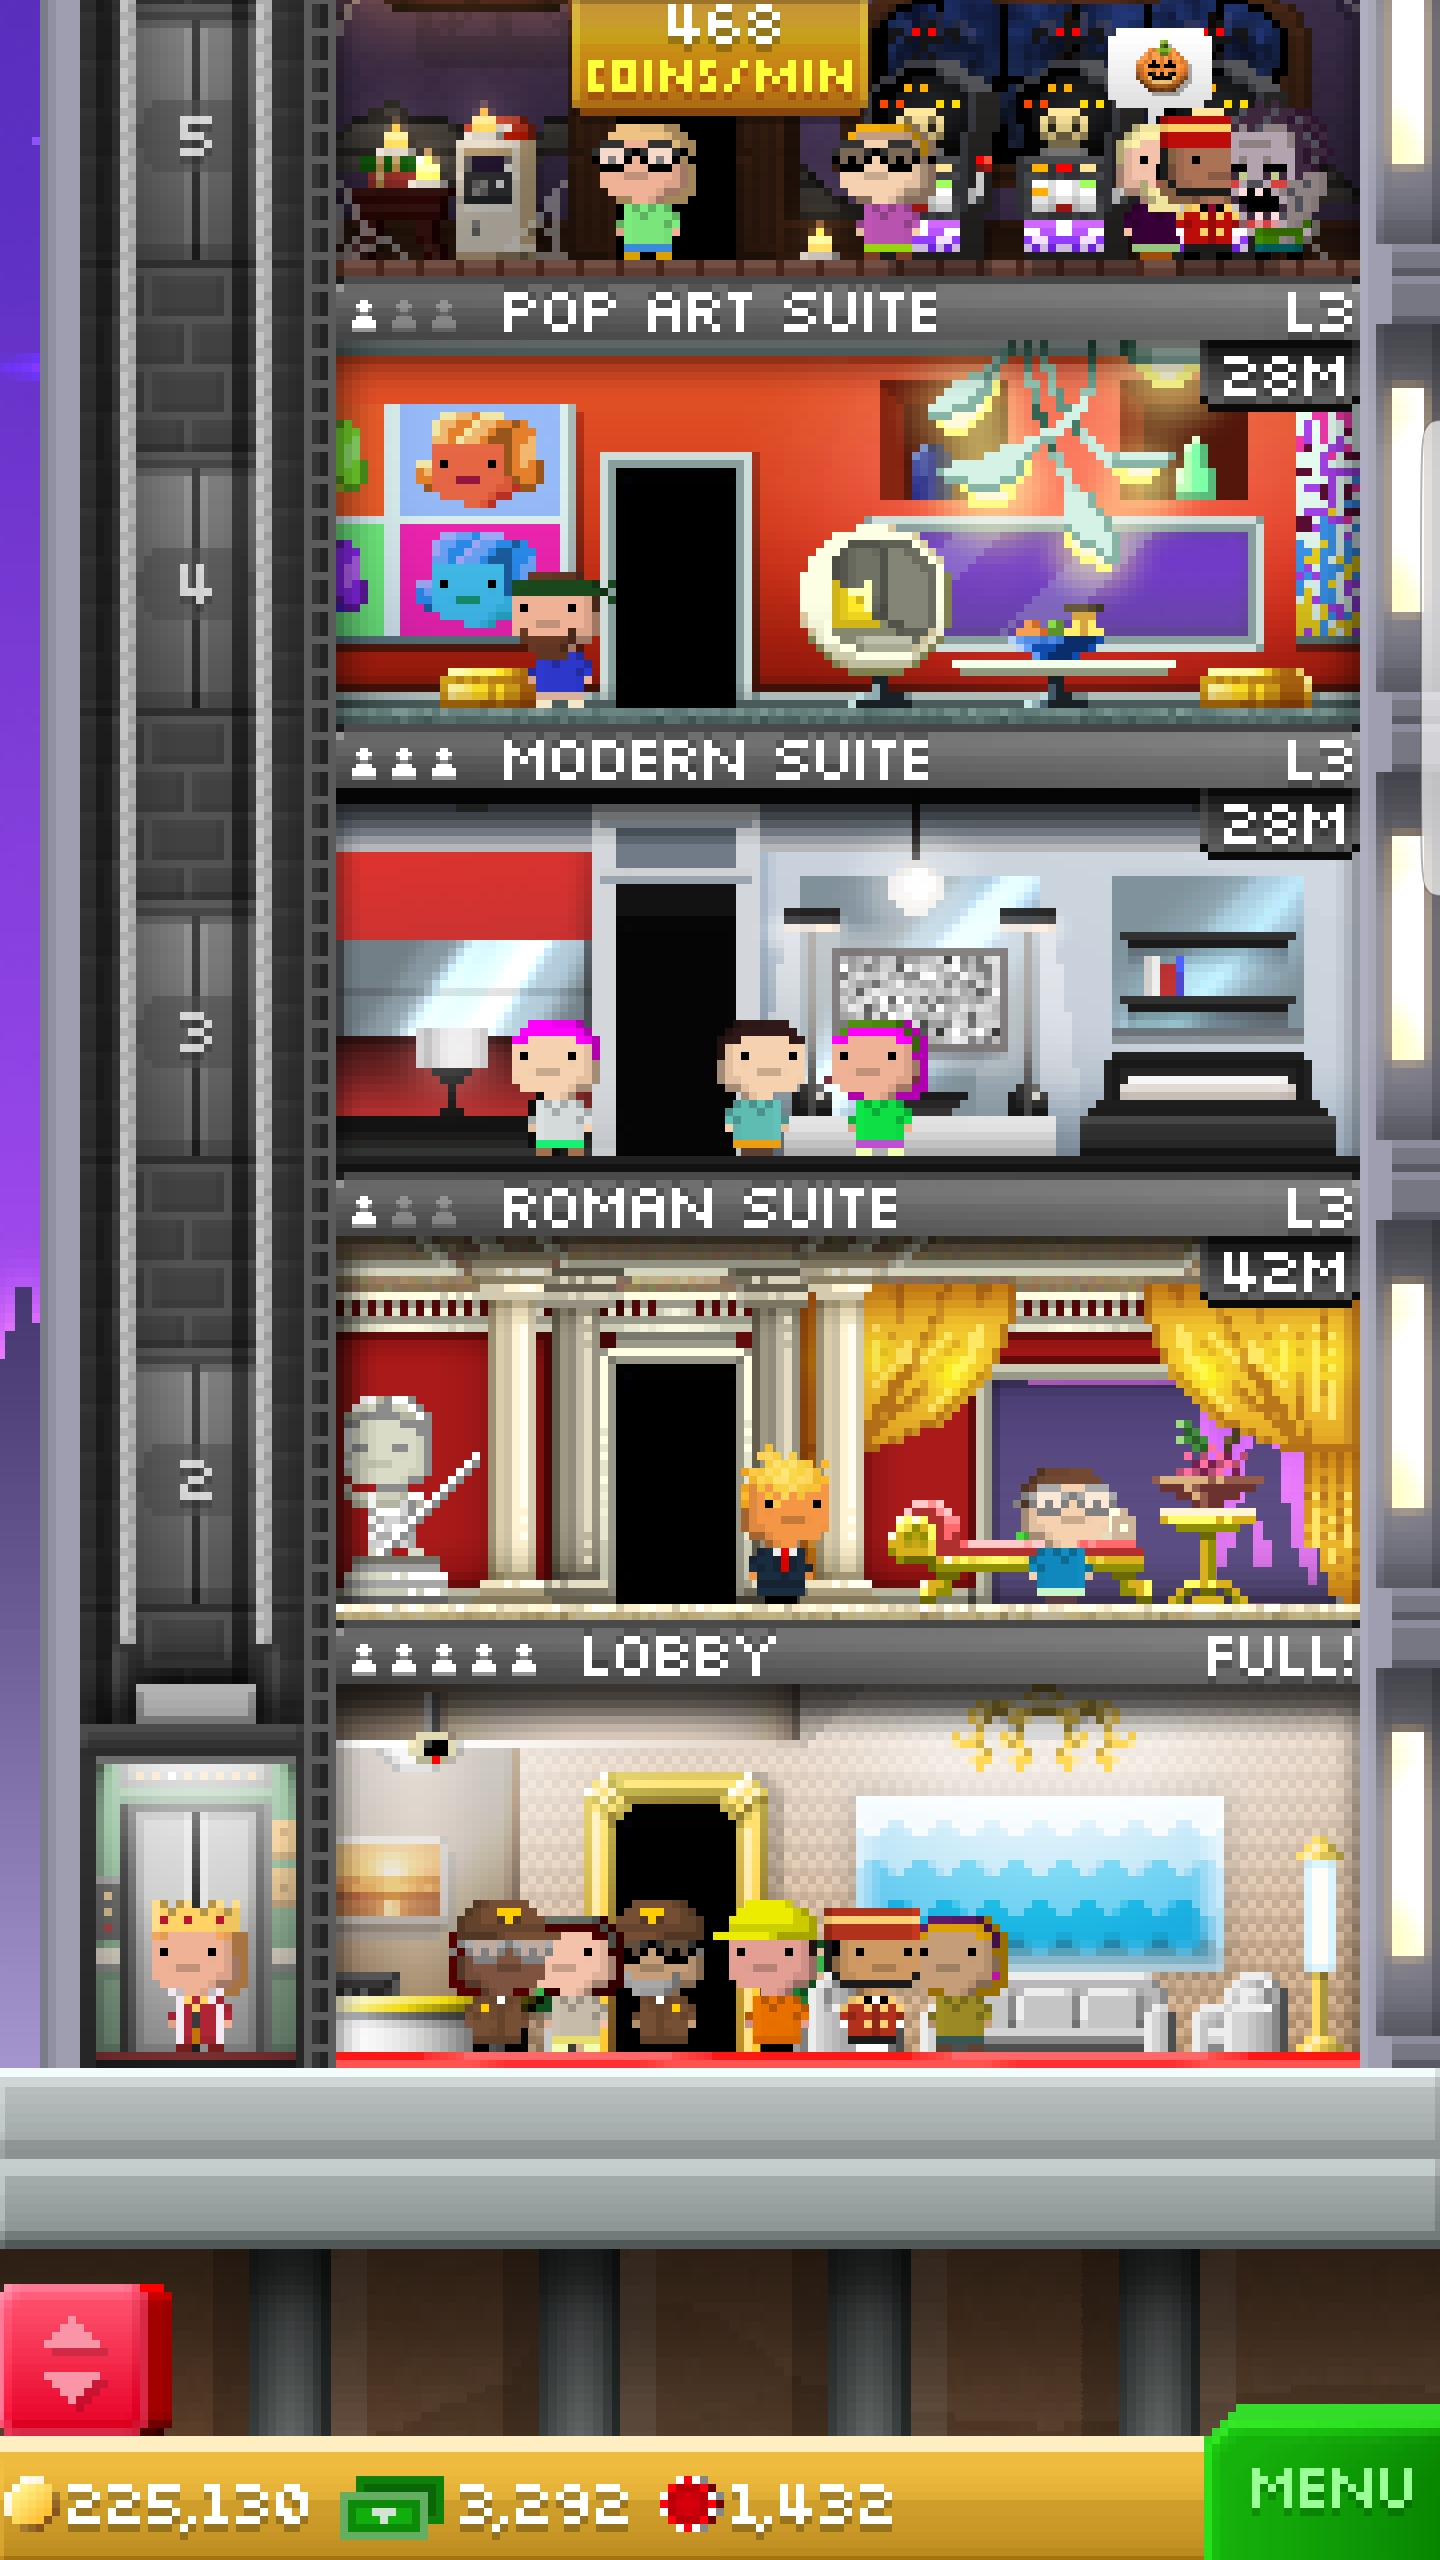 468
COINS/MIN
5
POP ART SUITE L3
28M
4
MODERN SUITE L3
28M
3
ROMAN SUITE L3
42M
2
LOBBY FULL!
225,130 3,292 1,432
MENU